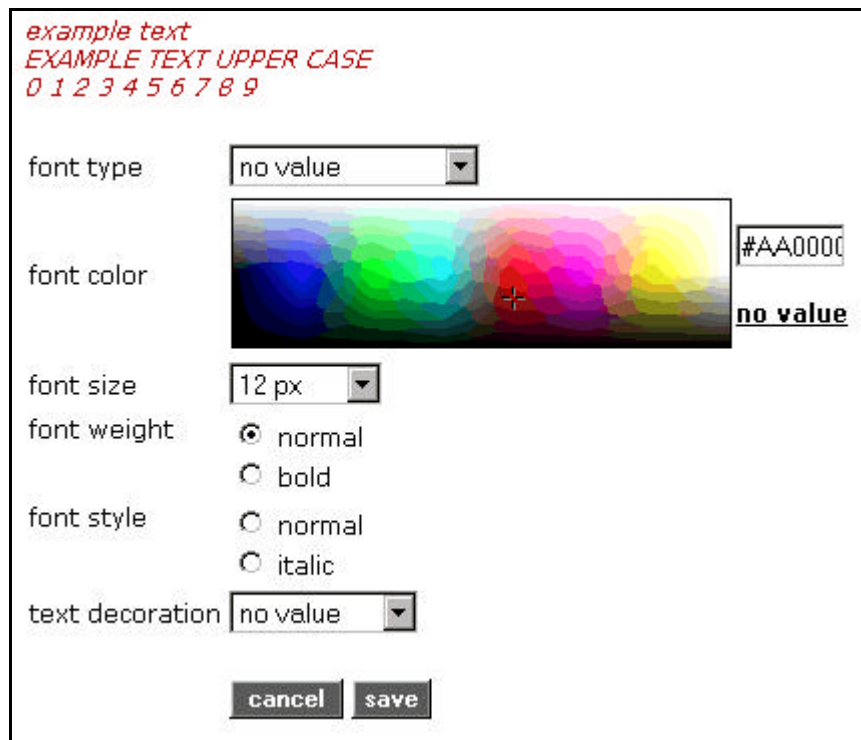 example text
EXAMPLE TEXT UPPER CASE
0 1 2 3 4 5 6 7 8 9
font type no value
font color #AA0000
no value
font size 12 px
font weight normal
bold
font style normal
italic
text decoration no value
cancel save